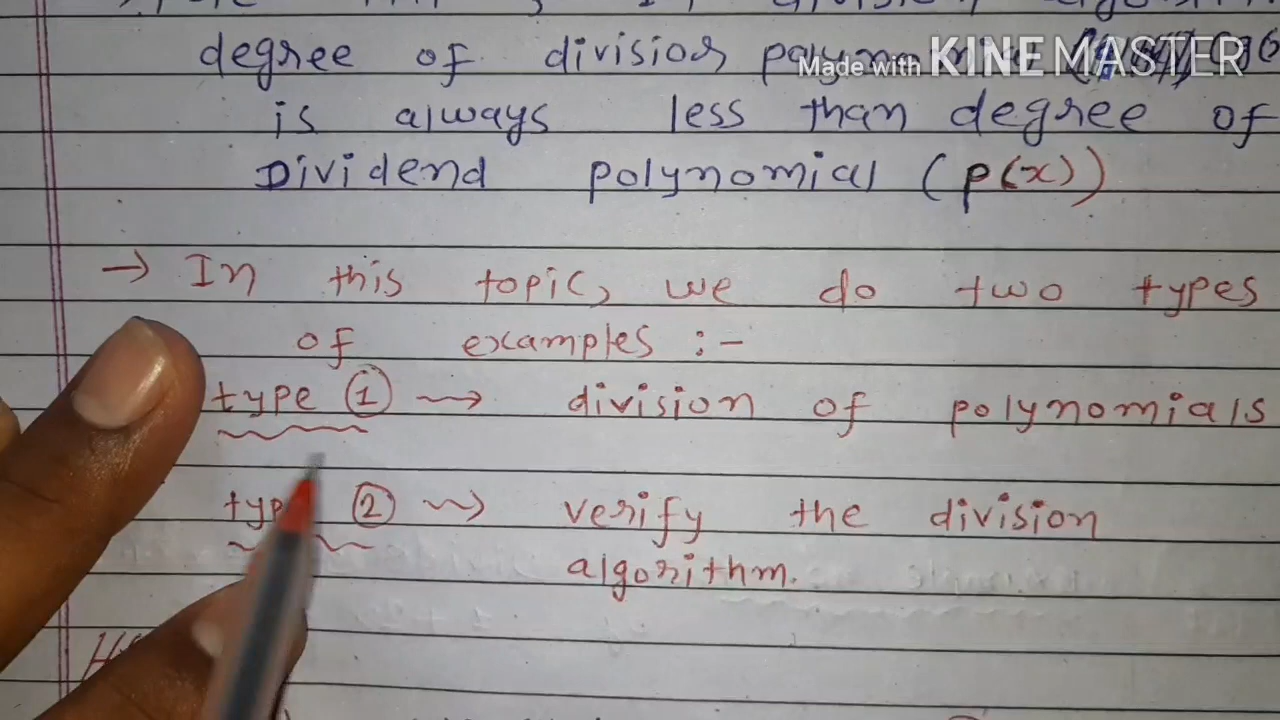 degree of division polynomial
Made with KINEMASTER
is always less than degree of
Dividend polynomial (p(x))
→ In this topic, we do two types
of examples :-
type ① → division of polynomials
type ② → verify the division
algorithm.